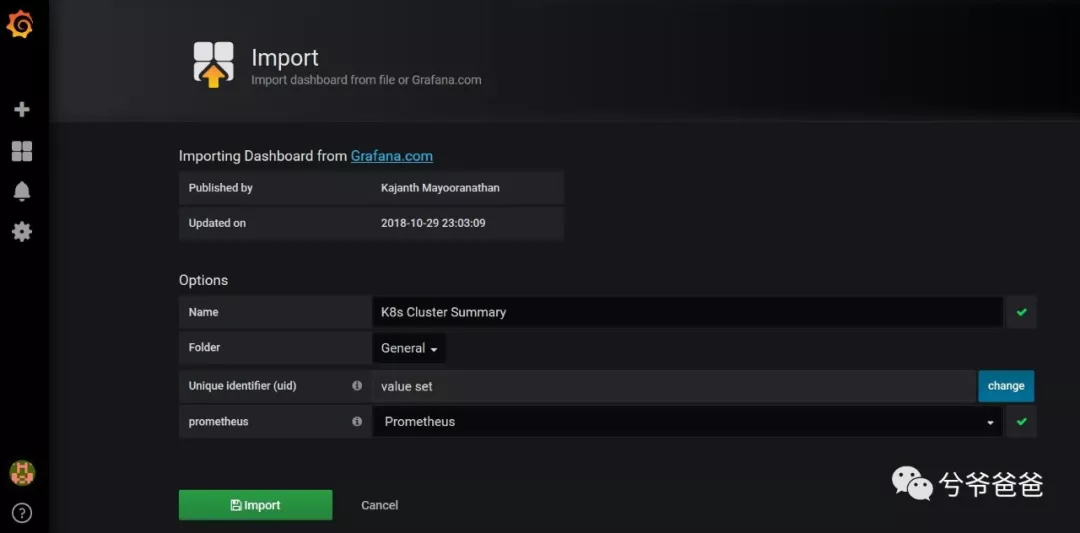 Import
Import dashboard from file or Grafana.com
Importing Dashboard from Grafana.com
Published by Kajanth Mayooranathan
Updated on 2018-10-29 23:03:09
Options
Name K8s Cluster Summary
Folder General
Unique identifier (uid) value set change
prometheus Prometheus
Import Cancel
兮爷爸爸